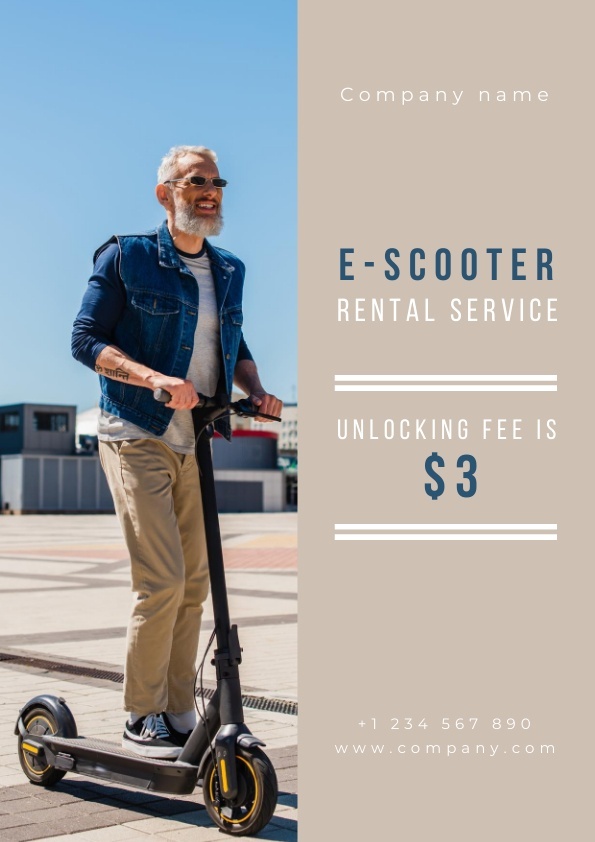 Company name
E-SCOOTER
RENTAL SERVICE
UNLOCKING FEE IS
$3
+1 234 567 890
www.company.com